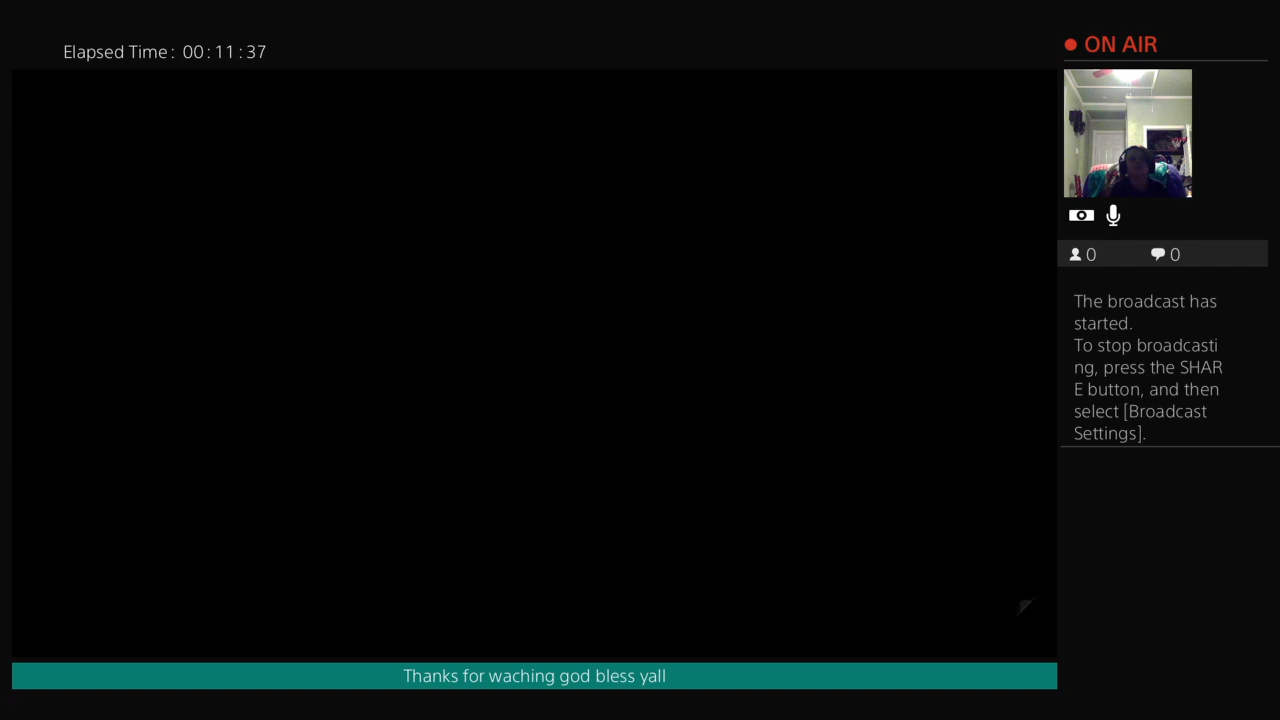 Elapsed Time: 00:11:37
ON AIR
0 0
The broadcast has
started.
To stop broadcasti
ng, press the SHAR
E button, and then
select [Broadcast
Settings].
Thanks for waching god bless yall